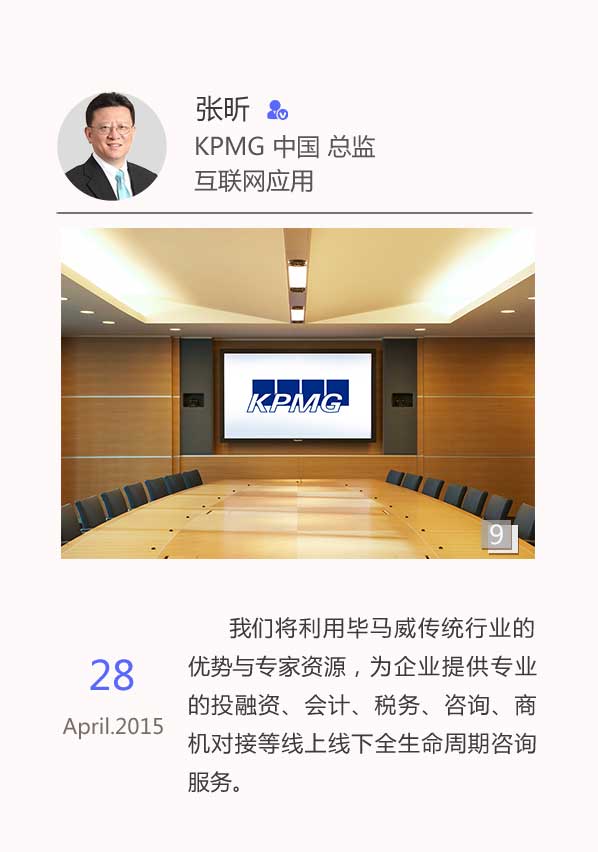 张昕
KPMG 中国 总监
互联网应用
KPMG
9
28
April.2015
我们将利用毕马威传统行业的
优势与专家资源，为企业提供专业
的投融资、会计、税务、咨询、商
机对接等线上线下全生命周期咨询
服务。